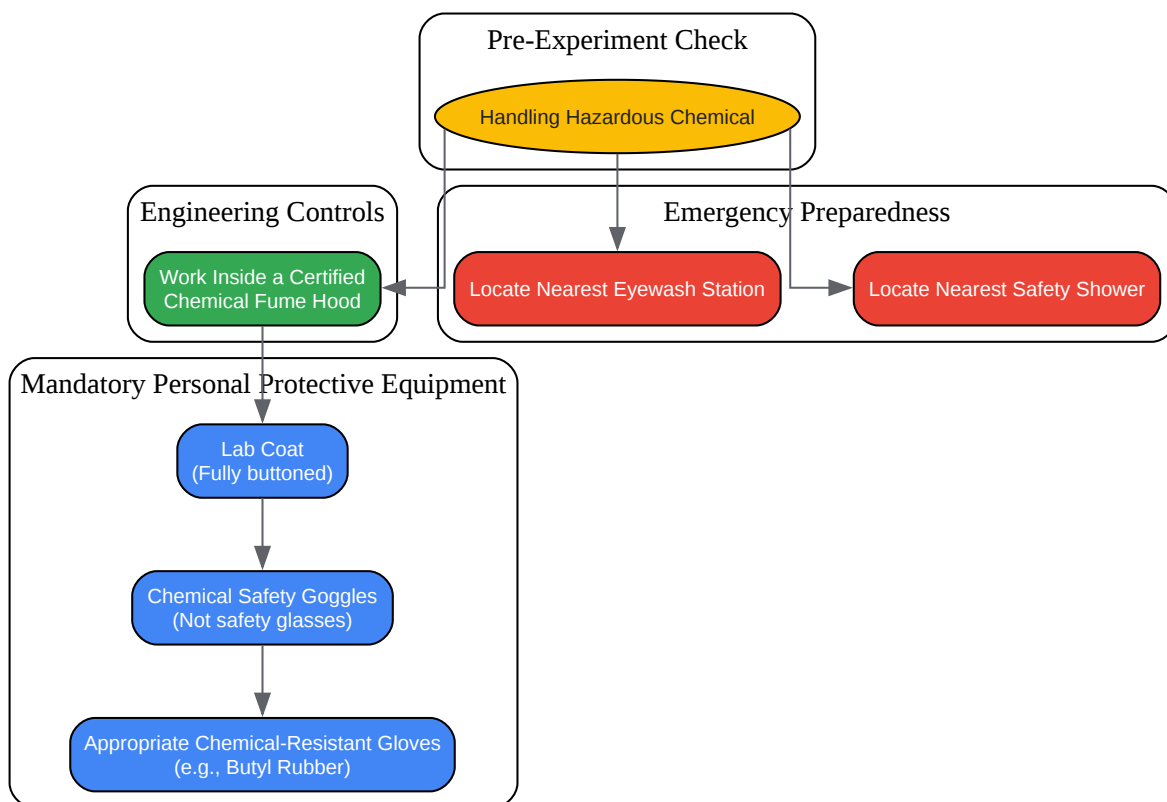 Pre-Experiment Check
Handling Hazardous Chemical
Engineering Controls
Work Inside a Certified
Chemical Fume Hood
Emergency Preparedness
Locate Nearest Eyewash Station
Locate Nearest Safety Shower
Mandatory Personal Protective Equipment
Lab Coat
(Fully buttoned)
Chemical Safety Goggles
(Not safety glasses)
Appropriate Chemical-Resistant Gloves
(e.g., Butyl Rubber)